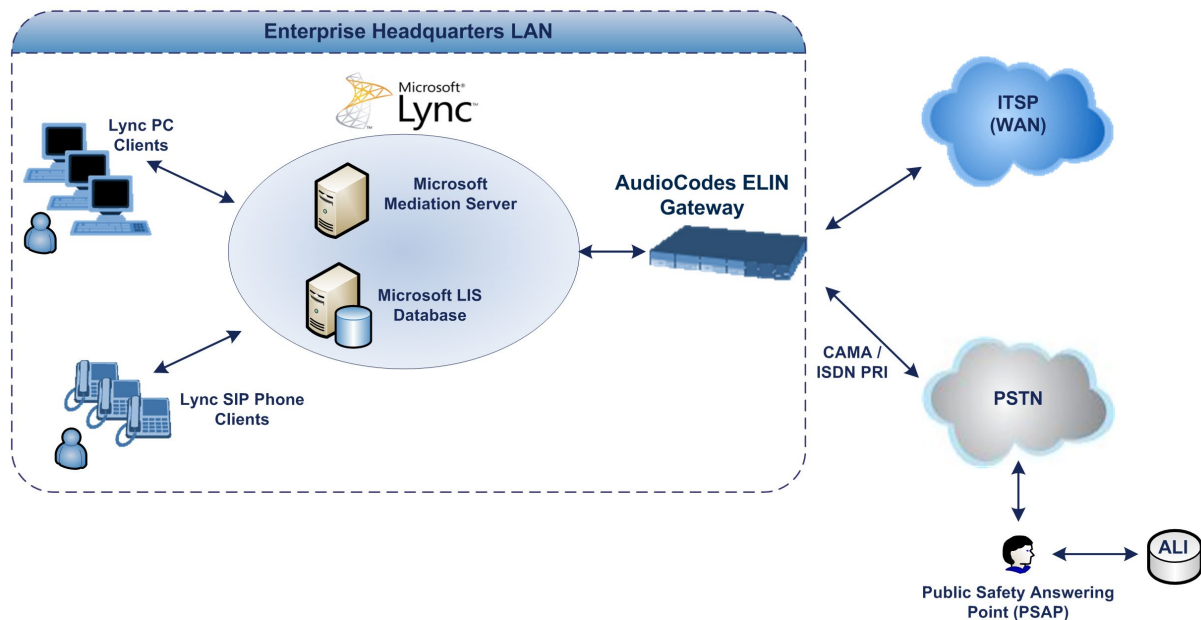 Enterprise Headquarters LAN
Microsoft®
Lync™
Lync PC
Clients
Microsoft
Mediation Server
AudioCodes ELIN
Gateway
ITSP
(WAN)
Microsoft LIS
Database
Lync SIP Phone
Clients
CAMA /
ISDN PRI
PSTN
ALI
Public Safety Answering
Point (PSAP)